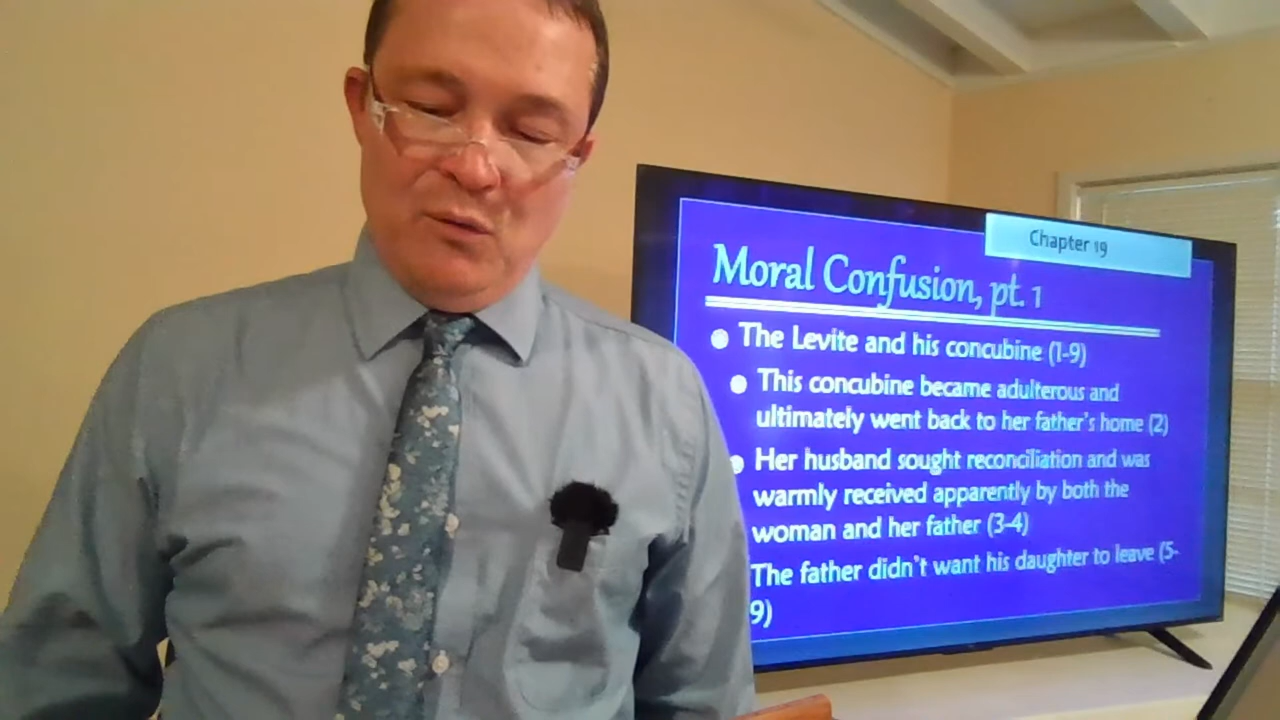 Chapter 19
Moral Confusion, pt. 1
The Levite and his concubine (1-9)
This concubine became adulterous and
ultimately went back to her father's home (2)
Her husband sought reconciliation and was
warmly received apparently by both the
woman and her father (3-4)
The father didn't want his daughter to leave (5-
9)